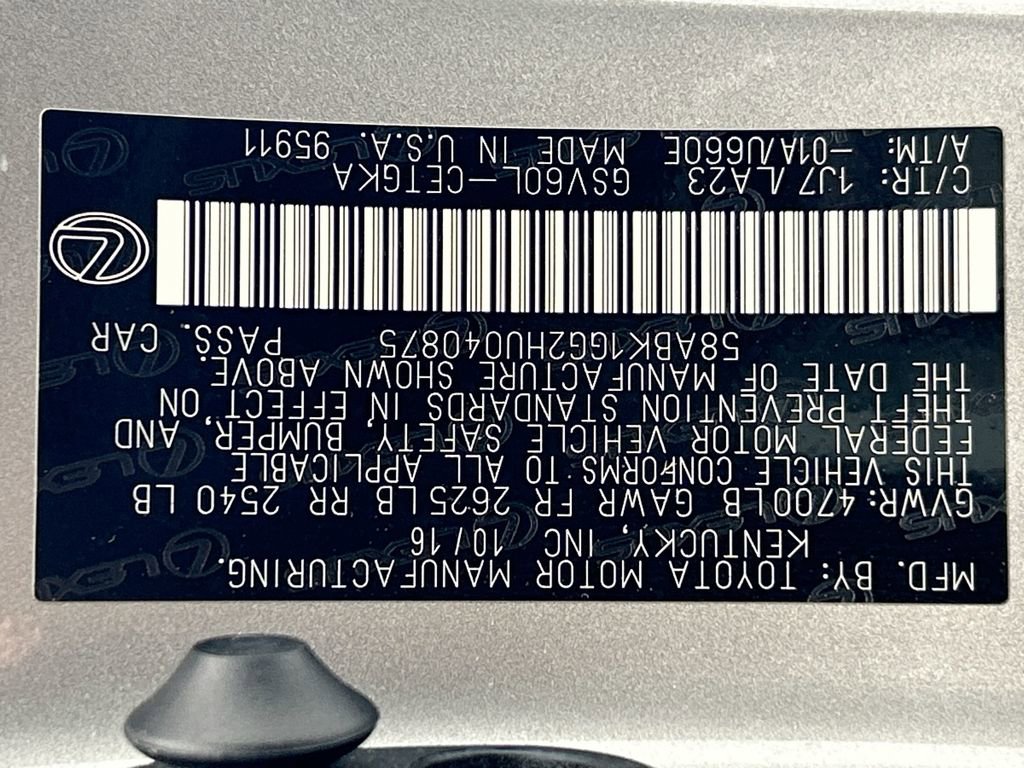 MFD. BY: TOYOTA MOTOR MANUFACTURING.
KENTUCKY, INC 10/16
GVWR: 4700LB GAWR FR 2625LB RR 2540 LB
THIS VEHICLE CONFORMS TO ALL APPLICABLE
FEDERAL MOTOR VEHICLE SAFETY, BUMPER, AND
THEFT PREVENTION STANDARDS IN EFFECT ON
THE DATE OF MANUFACTURE SHOWN ABOVE.
58ABK1GG2HU040875 PASS. CAR
C/TR: 1J7/LA23 GSV60L-CETGKA
A/TM: -01A/U660E MADE IN U.S.A. 95911